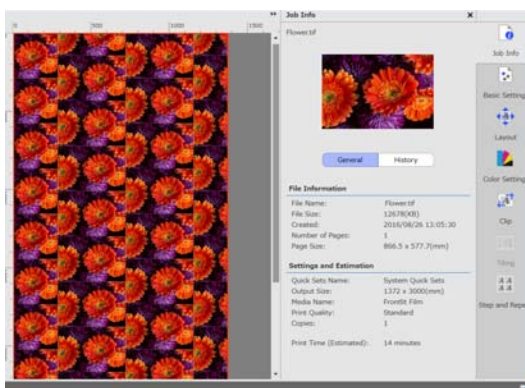 Job Info
0 500 1000 1500
Flower.tif
Job Info
Basic Setting
General History
Layout
File Information
Color Setting
File Name: Flower.tif
File Size: 12678(KB)
Created: 2016/08/26 13:05:30
Clip
Number of Pages: 1
Page Size: 866.5 x 577.7(mm)
Tiling
Settings and Estimation
Quick Sets Name: System Quick Sets
Output Size: 1372 x 3000(mm)
Step and Repe
Media Name: Frontlit Film
Print Quality: Standard
Copies: 1
Print Time (Estimated): 14 minutes